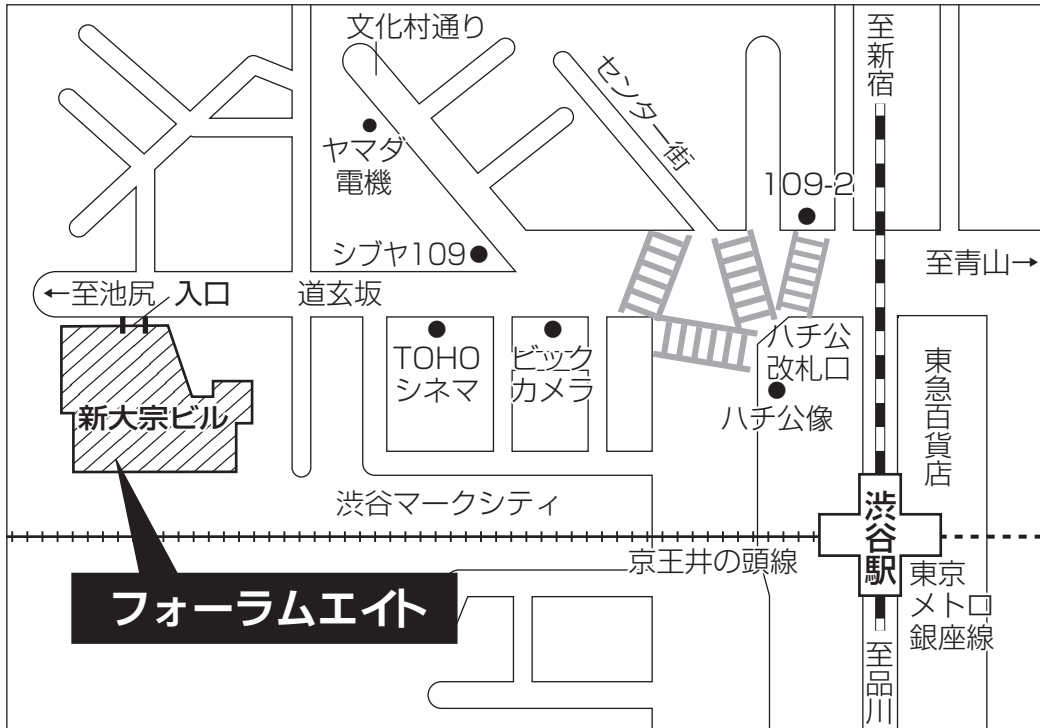 文化村通り
至新宿
センター街
ヤマダ
電機
109-2
シブヤ109
至青山→
←至池尻
入口
道玄坂
TOHO
シネマ
ビック
カメラ
ハチ公
改札口
ハチ公像
東急百貨店
新大宗ビル
渋谷マークシティ
渋谷駅
京王井の頭線
東京
メトロ
銀座線
フォーラムエイト
至品川